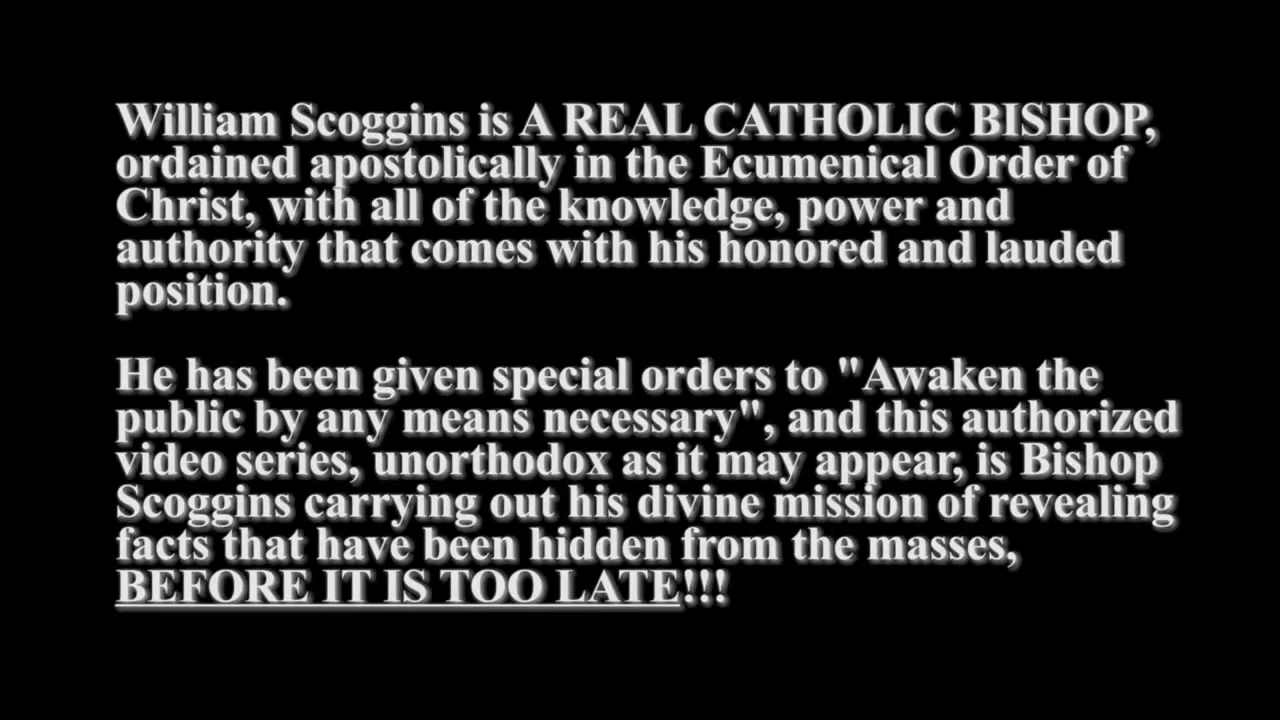 William Scoggins is A REAL CATHOLIC BISHOP,
ordained apostolically in the Ecumenical Order of
Christ, with all of the knowledge, power and
authority that comes with his honored and lauded
position.
He has been given special orders to "Awaken the
public by any means necessary", and this authorized
video series, unorthodox as it may appear, is Bishop
Scoggins carrying out his divine mission of revealing
facts that have been hidden from the masses,
BEFORE IT IS TOO LATE!!!